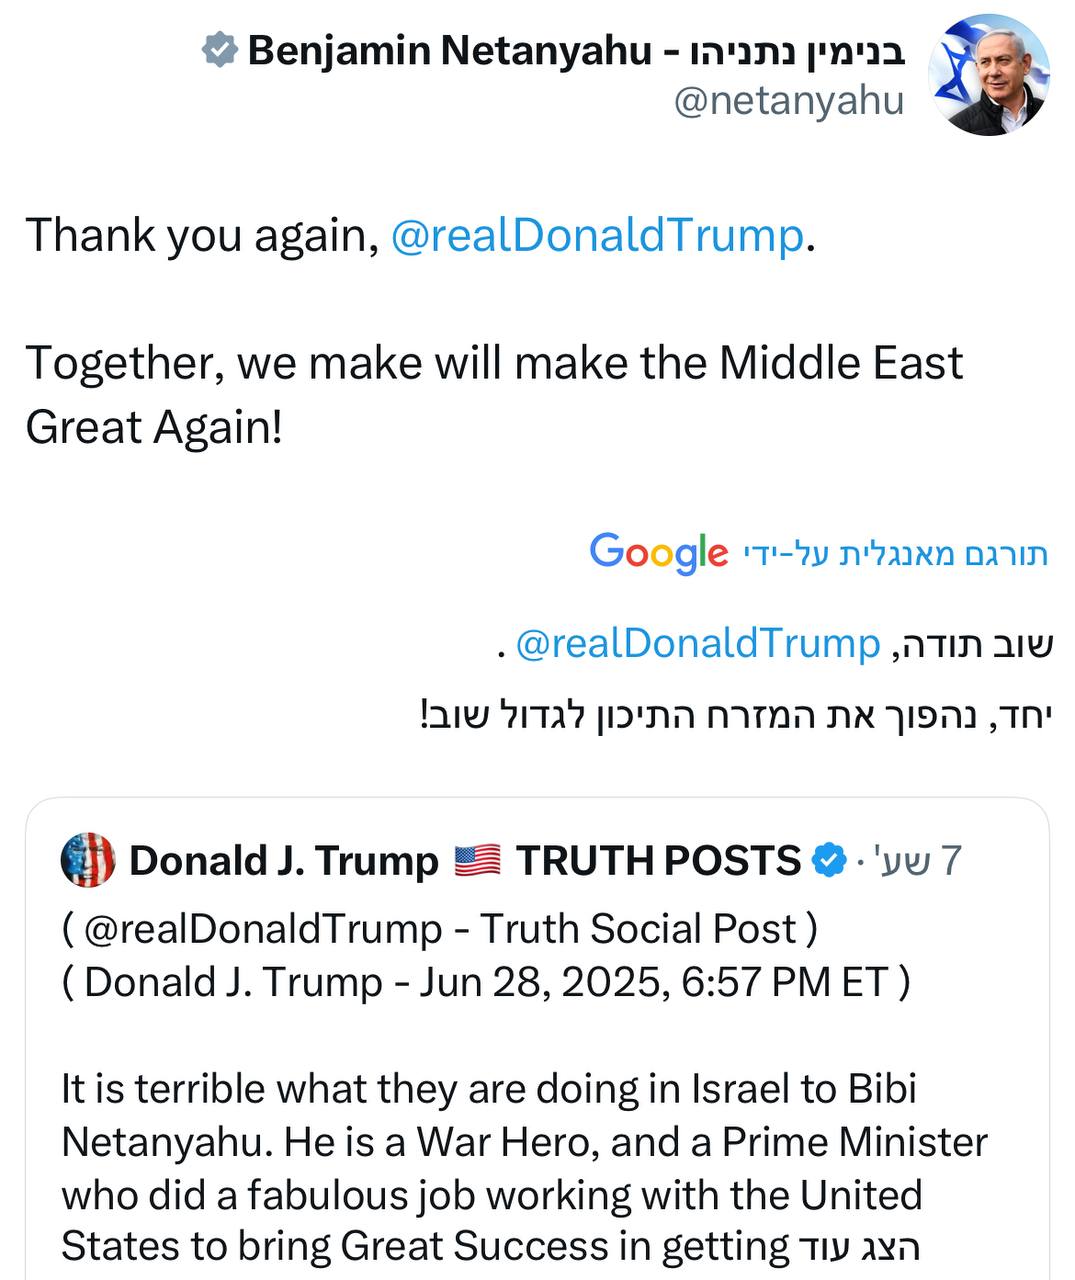 בנימין נתניהו - Benjamin Netanyahu
@netanyahu
Thank you again, @realDonaldTrump.
Together, we make will make the Middle East
Great Again!
תורגם מאנגלית על-ידי Google
שוב תודה, @realDonaldTrump .
יחד, נהפוך את המזרח התיכון לגדול שוב!
Donald J. Trump 🇺🇸 TRUTH POSTS · 7 שע'
( @realDonaldTrump - Truth Social Post )
( Donald J. Trump - Jun 28, 2025, 6:57 PM ET )
It is terrible what they are doing in Israel to Bibi
Netanyahu. He is a War Hero, and a Prime Minister
who did a fabulous job working with the United
States to bring Great Success in getting הצג עוד